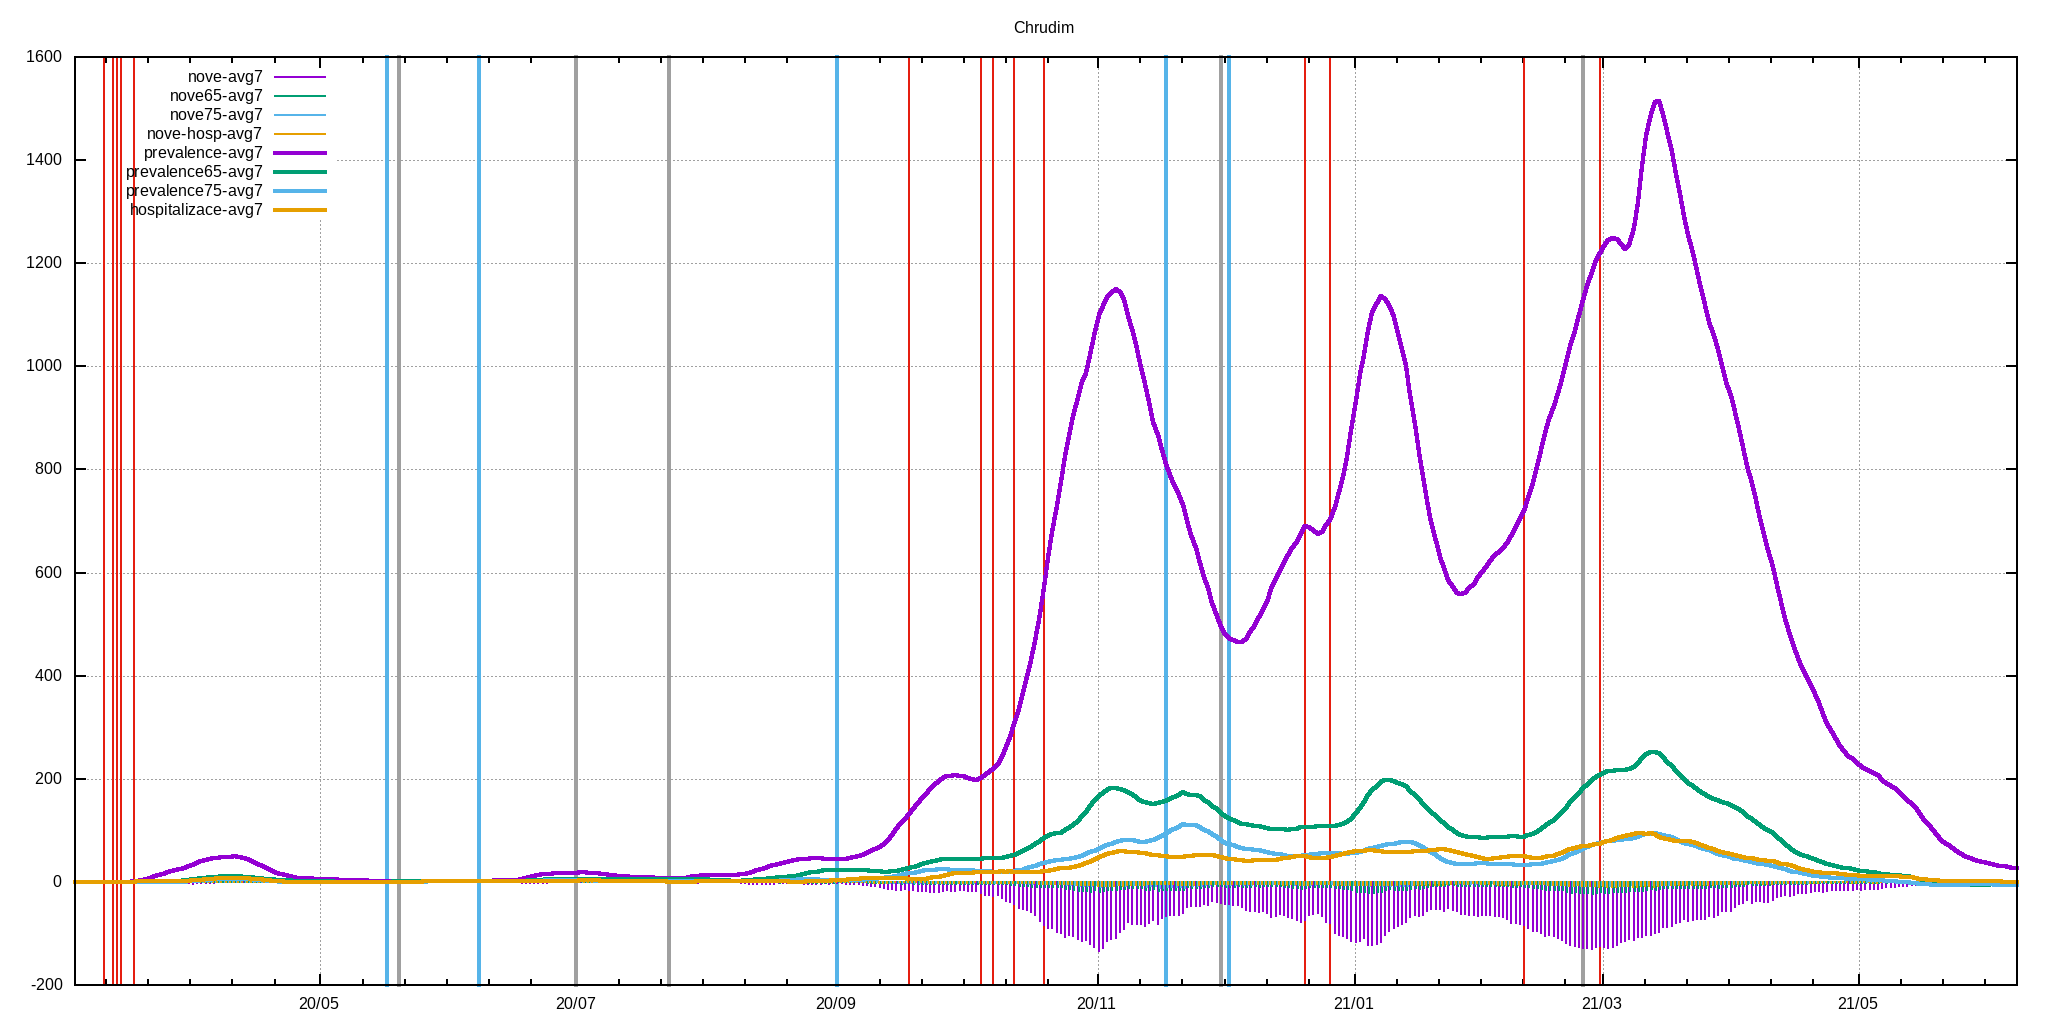 Chrudim
1600
1400
1200
1000
800
600
400
200
0
-200
nove-avg7
nove65-avg7
nove75-avg7
nove-hosp-avg7
prevalence-avg7
prevalence65-avg7
prevalence75-avg7
hospitalizace-avg7
20/05 20/07 20/09 20/11 21/01 21/03 21/05